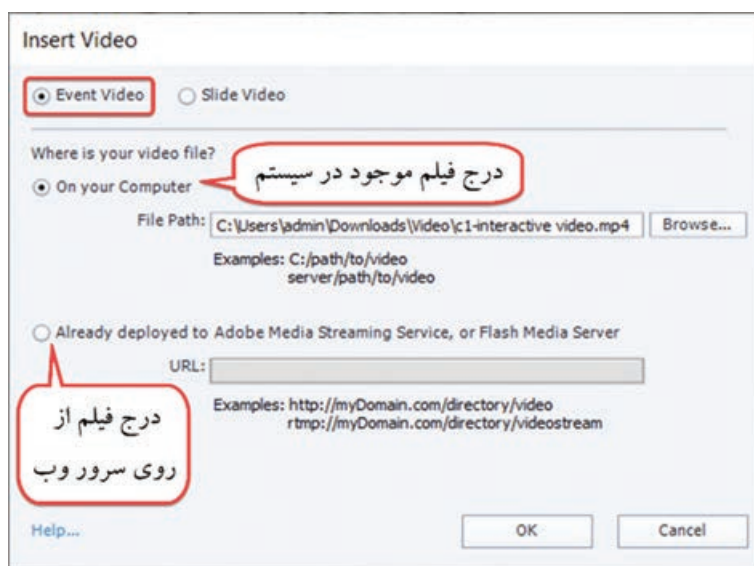 Insert Video
Event Video
Slide Video
Where is your video file?
درج فیلم موجود در سیستم
On your Computer
File Path: C:\Users\admin\Downloads\Video\c1-interactive video.mp4 Browse...
Examples: C:/path/to/video
server/path/to/video
Already deployed to Adobe Media Streaming Service, or Flash Media Server
URL:
Examples: http://myDomain.com/directory/video
rtmp://myDomain.com/directory/videostream
درج فیلم از
روی سرور وب
Help...
OK
Cancel